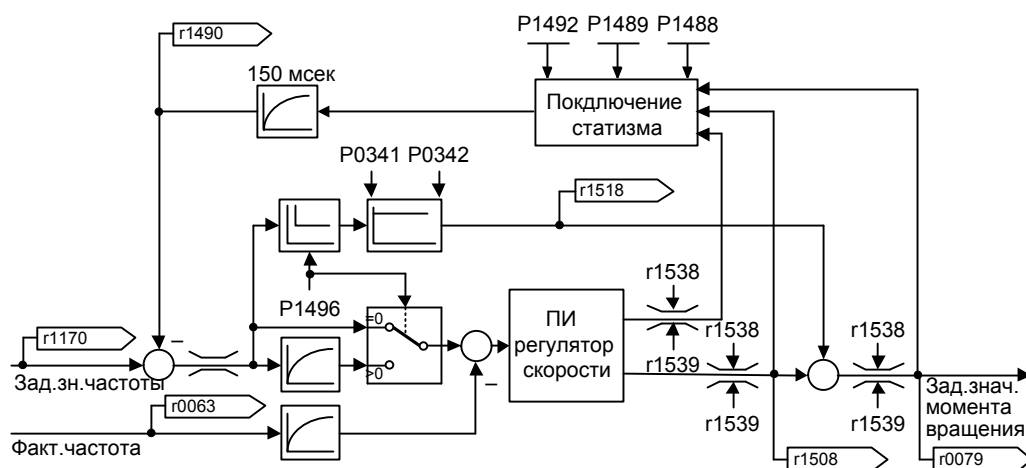 r1490
P1492 P1489 P1488
150 мсек
Покдлючение
статизма
P0341 P0342
r1518
P1496
=0
>0
ПИ
регулятор
скорости
r1538
r1539
r1538
r1539
r1538
r1539
r1170
Зад.зн.частоты
r0063
Факт.частота
Зад.знач.
момента
вращения
r1508
r0079